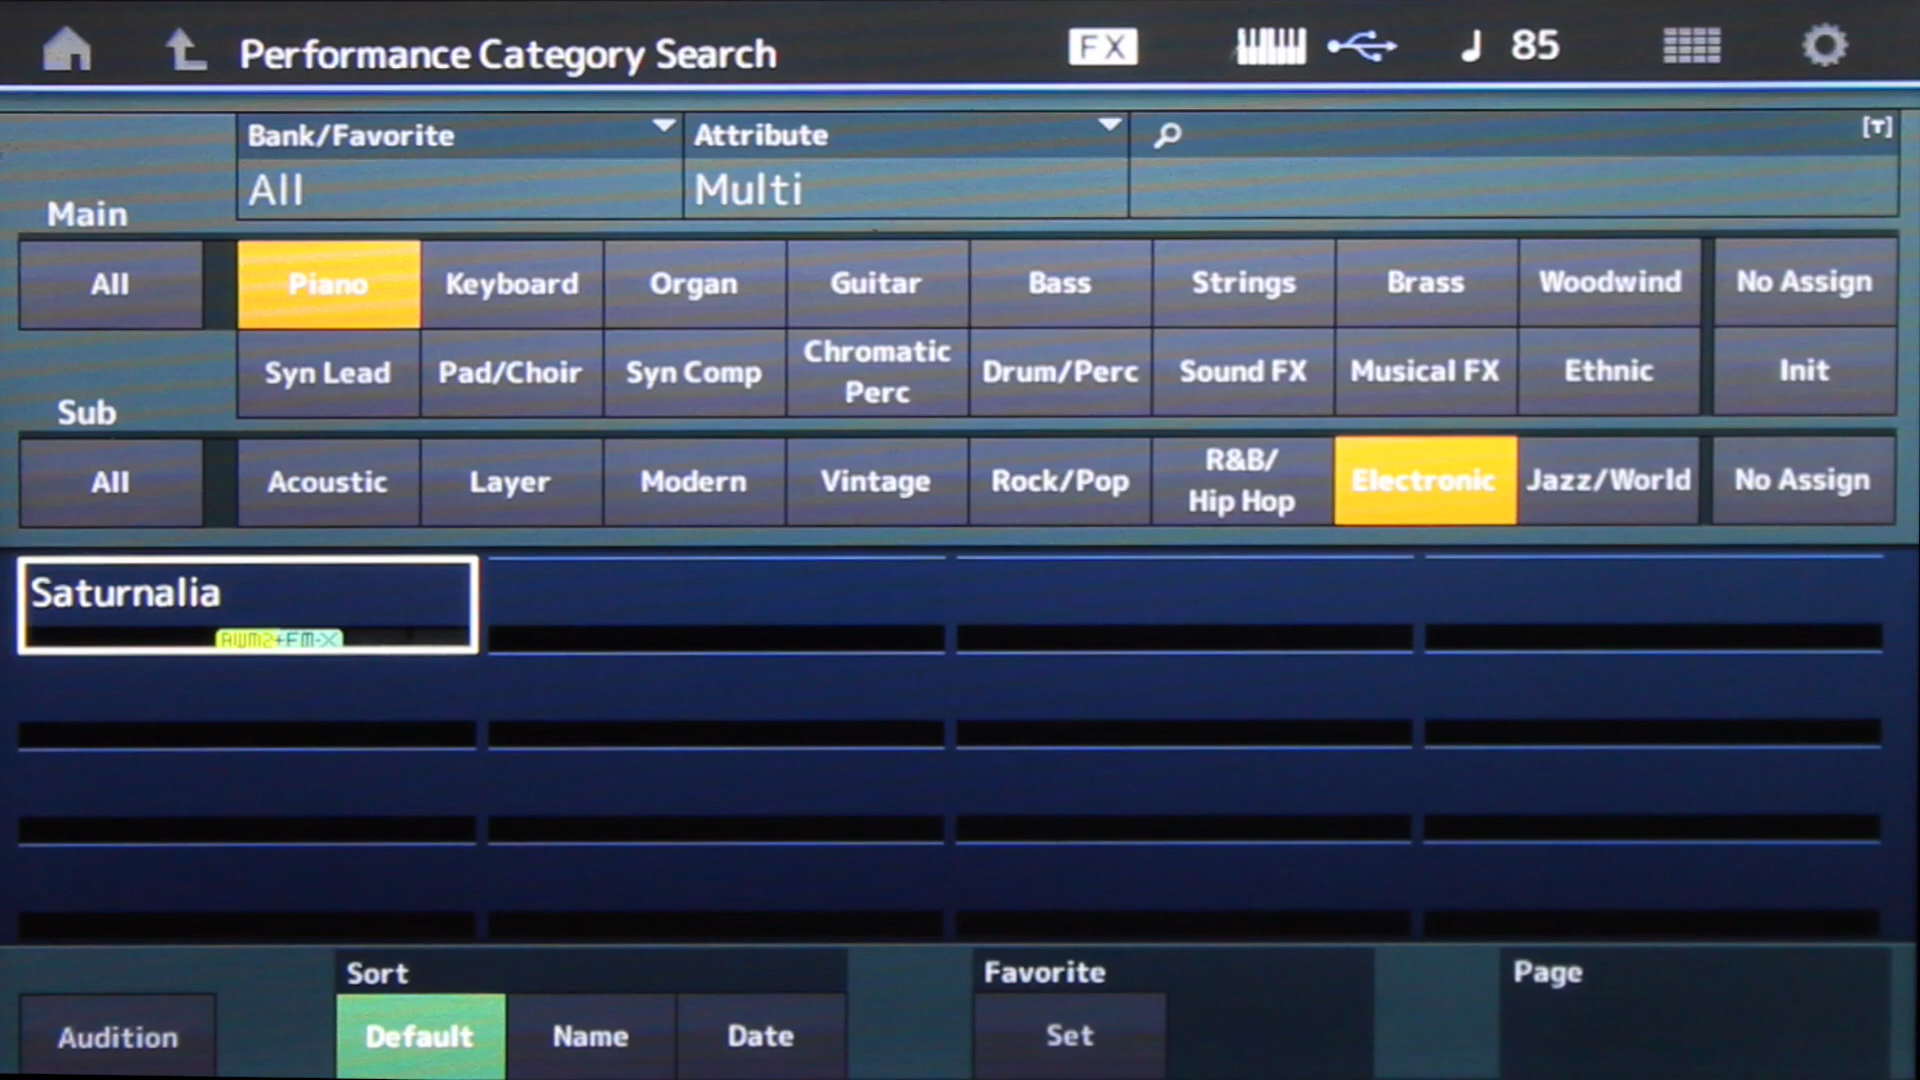 Performance Category Search
FX
85
Bank/Favorite
Attribute
[T]
All
Multi
Main
All
Piano
Keyboard
Organ
Guitar
Bass
Strings
Brass
Woodwind
No Assign
Syn Lead
Pad/Choir
Syn Comp
Chromatic
Perc
Drum/Perc
Sound FX
Musical FX
Ethnic
Init
Sub
All
Acoustic
Layer
Modern
Vintage
Rock/Pop
R&B/
Hip Hop
Electronic
Jazz/World
No Assign
Saturnalia
AWM2+FM-X
Sort
Favorite
Page
Audition
Default
Name
Date
Set